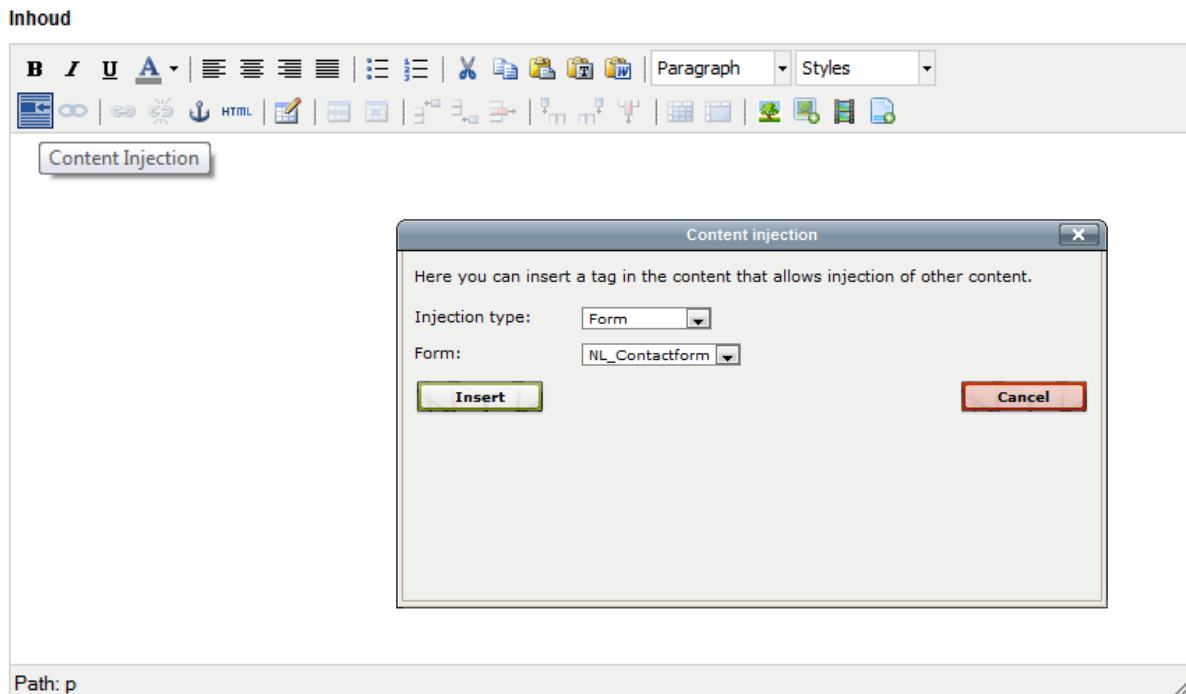 Inhoud
B I U A Paragraph Styles
HTML
Content Injection
Content injection
Here you can insert a tag in the content that allows injection of other content.
Injection type: Form
Form: NL_Contactform
Insert Cancel
Path: p